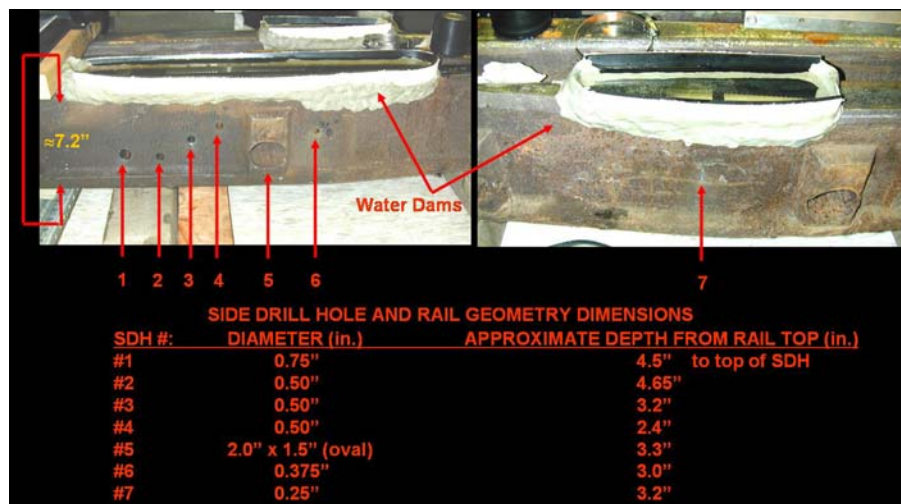 ≈7.2”
Water Dams
1 2 3 4 5 6 7
SIDE DRILL HOLE AND RAIL GEOMETRY DIMENSIONS
SDH #: DIAMETER (in.) APPROXIMATE DEPTH FROM RAIL TOP (in.)
#1 0.75” 4.5” to top of SDH
#2 0.50” 4.65”
#3 0.50” 3.2”
#4 0.50” 2.4”
#5 2.0” x 1.5” (oval) 3.3”
#6 0.375” 3.0”
#7 0.25” 3.2”